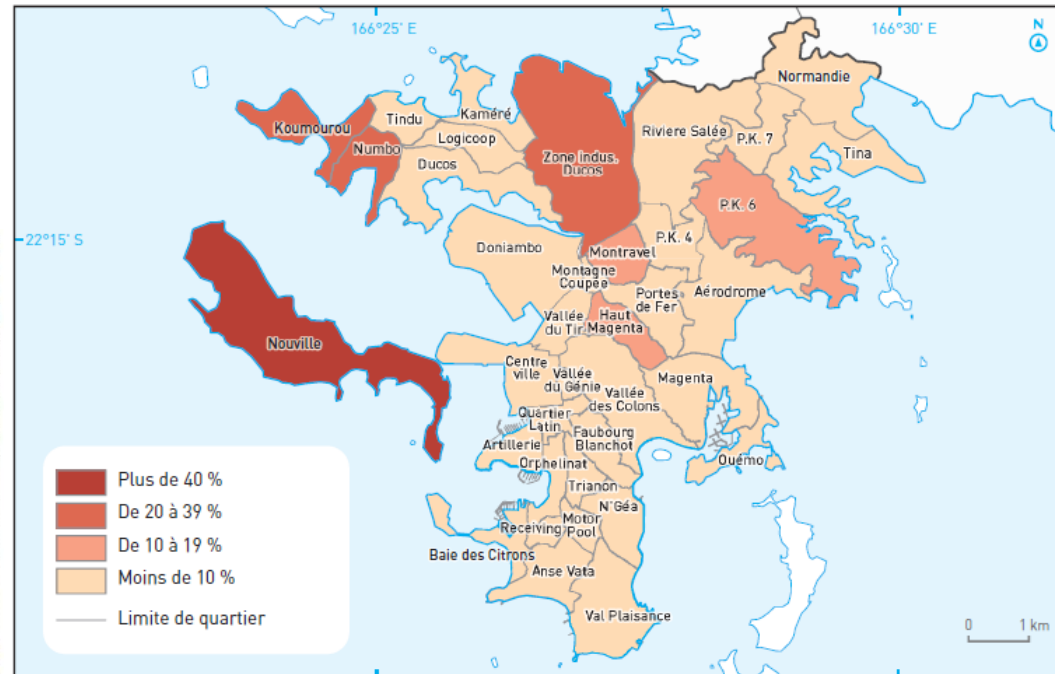 166°25' E
166°30' E
N
Normandie
Kaméré
Koumourou
Tindu
Logicoop
Riviere Salée
P.K. 7
Numbo
Ducos
Zone Indus.
Ducos
Tina
P.K. 6
22°15' S
Doniambo
Montravel
P.K. 4
Montagne
Coupée
Portes
de Fer
Aérodrome
Vallée
du Tir
Haut
Magenta
Nouville
Centre
ville
Vallée
du Génie
Magenta
Vallée
des Colons
Quartier
Latin
Artillerie
Faubourg
Blanchot
Orphelinat
Ouémo
Trianon
N'Géa
Receiving
Motor
Pool
Baie des Citrons
Anse Vata
Val Plaisance
Plus de 40 %
De 20 à 39 %
De 10 à 19 %
Moins de 10 %
Limite de quartier
0 1 km